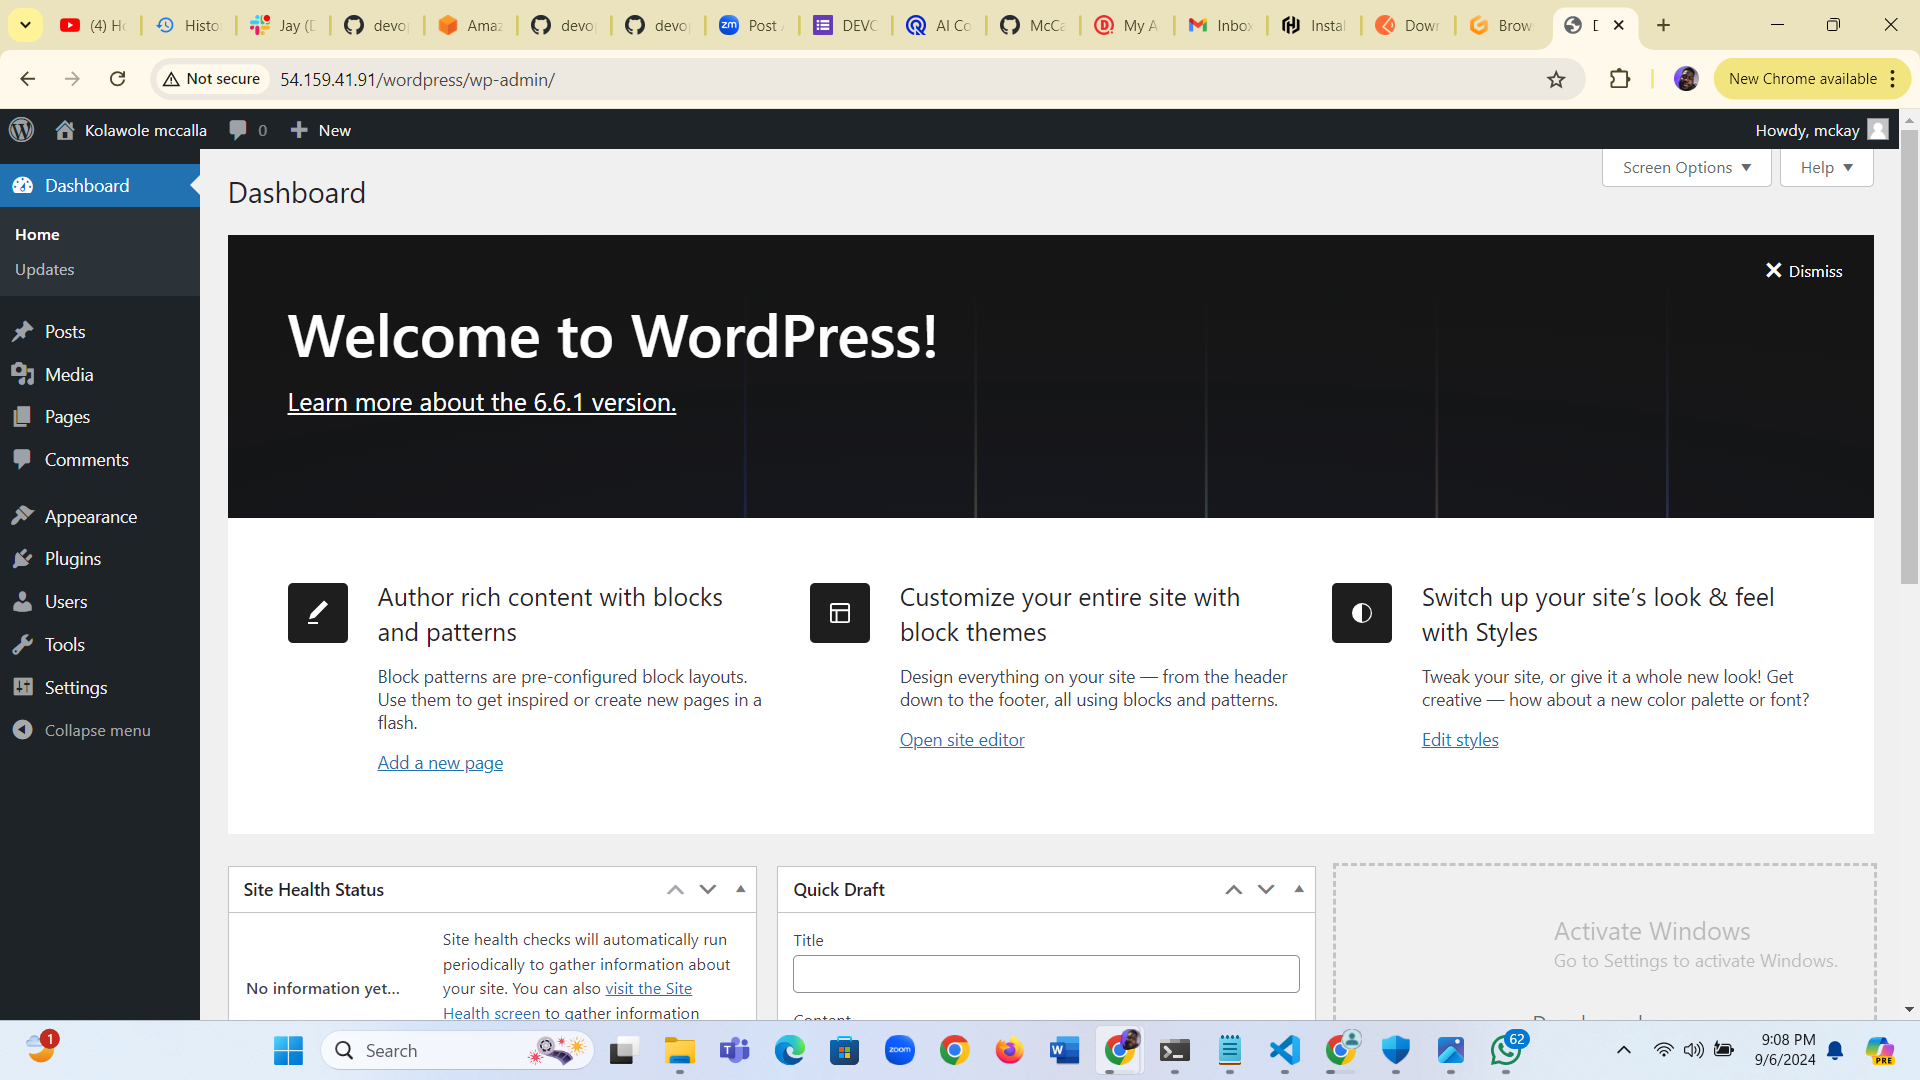 (4) Ho
Histo
Jay (D
devo
Amaz
devo
devo
zm
Post A
DEVO
AI Co
McCa
My A
Inbox
Instal
Down
Brow
D
Not secure
54.159.41.91/wordpress/wp-admin/
New Chrome available
Kolawole mccalla
0
New
Howdy, mckay
Dashboard
Home
Updates
Posts
Media
Pages
Comments
Appearance
Plugins
Users
Tools
Settings
Collapse menu
Screen Options
Help
Dashboard
Dismiss
Welcome to WordPress!
Learn more about the 6.6.1 version.
Author rich content with blocks
and patterns
Block patterns are pre-configured block layouts.
Use them to get inspired or create new pages in a
flash.
Add a new page
Customize your entire site with
block themes
Design everything on your site — from the header
down to the footer, all using blocks and patterns.
Open site editor
Switch up your site’s look & feel
with Styles
Tweak your site, or give it a whole new look! Get
creative — how about a new color palette or font?
Edit styles
Site Health Status
No information yet…
Site health checks will automatically run
periodically to gather information about
your site. You can also visit the Site
Health screen to gather information
Quick Draft
Title
Content
Activate Windows
Go to Settings to activate Windows.
1
Search
zoom
62
9:08 PM
9/6/2024
PRE